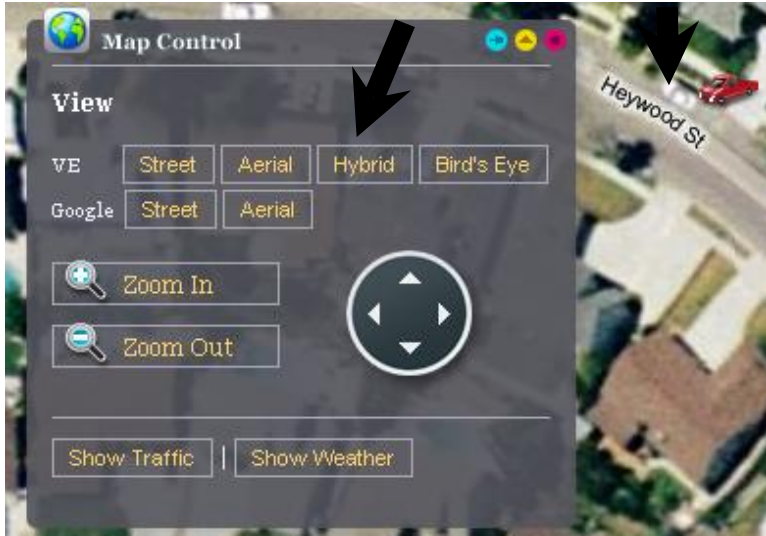 Map Control
Heywood St
View
VE Street Aerial Hybrid Bird's Eye
Google Street Aerial
Zoom In
Zoom Out
Show Traffic | Show Weather